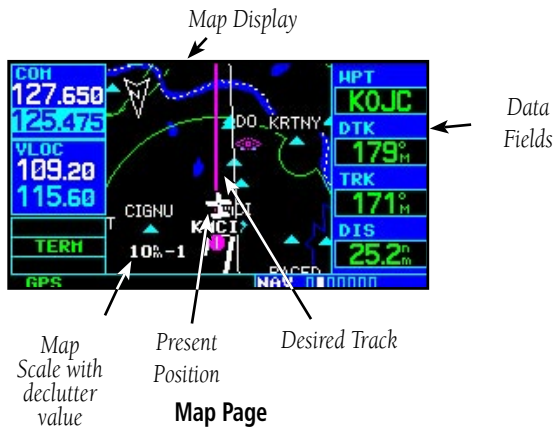 Map Display
COM
127.650
125.475
VLOC
109.20
115.60
TERM
GPS
DO
KRTNY
CIGNU
KMCI
10nm-1
WPT
KOJC
DTK
179°M
TRK
171°M
DIS
25.2nm
NAV
Data
Fields
Map
Scale with
declutter
value
Present
Position
Desired Track
Map Page